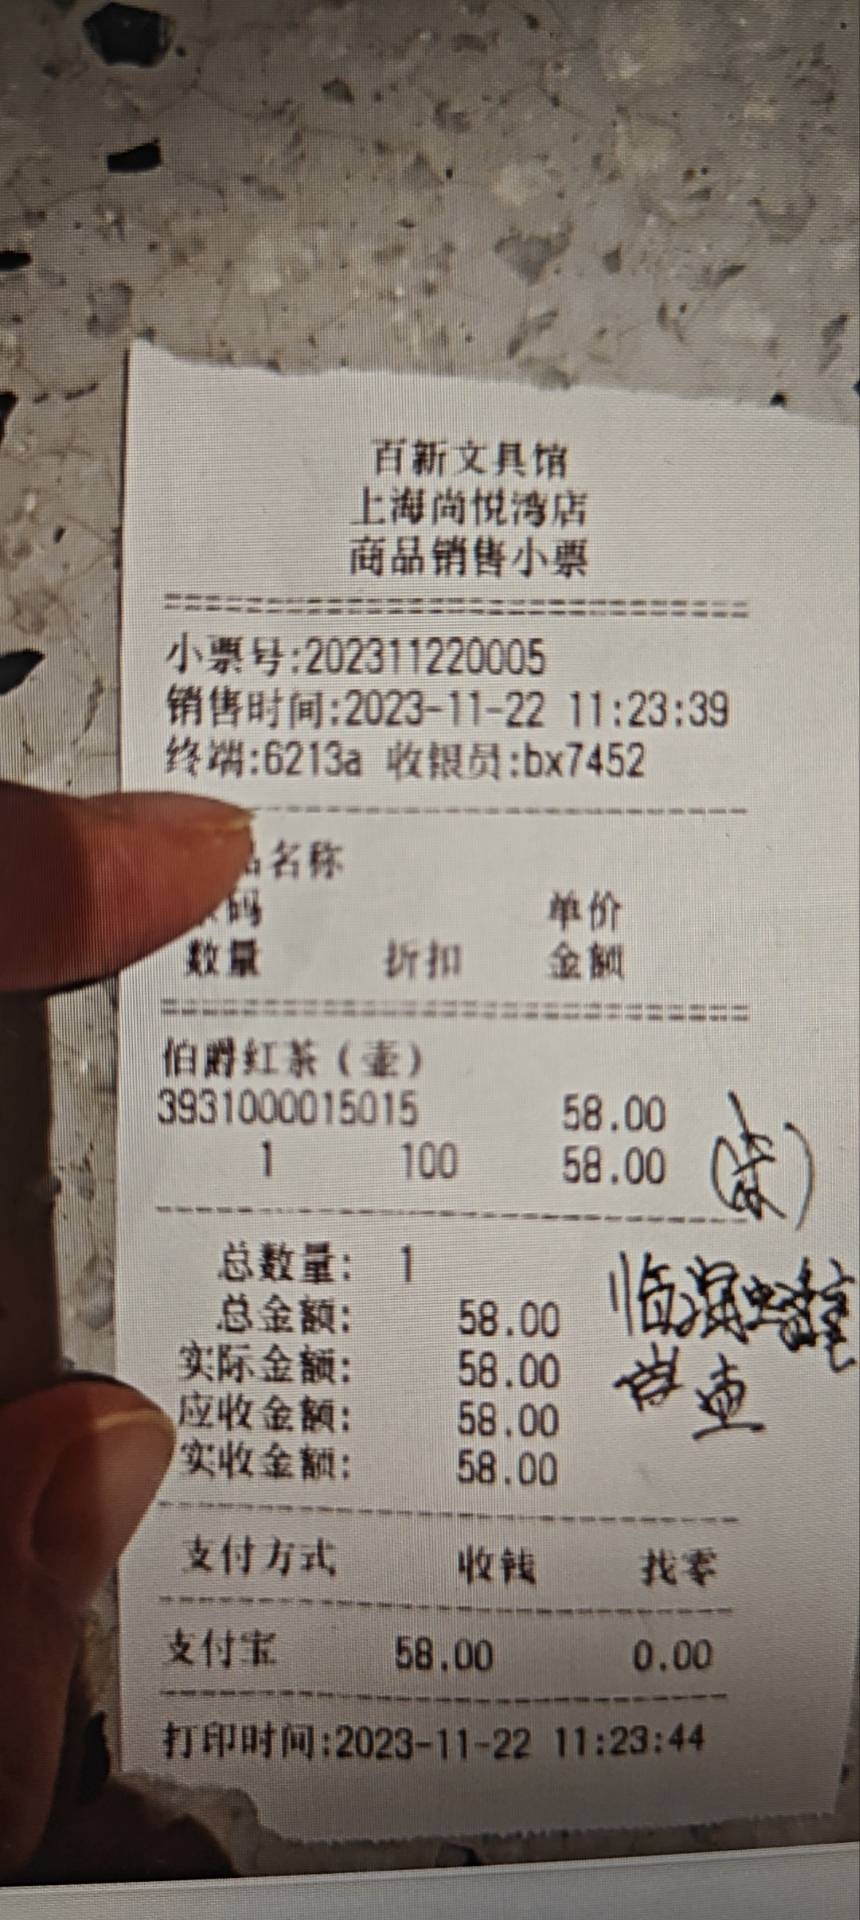 百新文具馆
上海尚悦湾店
商品销售小票
小票号:202311220005
销售时间:2023-11-22 11:23:39
终端:6213a 收银员:bx7452
品名称
码 单价
数量 折扣 金额
伯爵红茶(壶)
3931000015015 58.00
1 100 58.00
总数量: 1
总金额: 58.00
实际金额: 58.00
应收金额: 58.00
实收金额: 58.00
支付方式 收钱 找零
支付宝 58.00 0.00
打印时间:2023-11-22 11:23:44